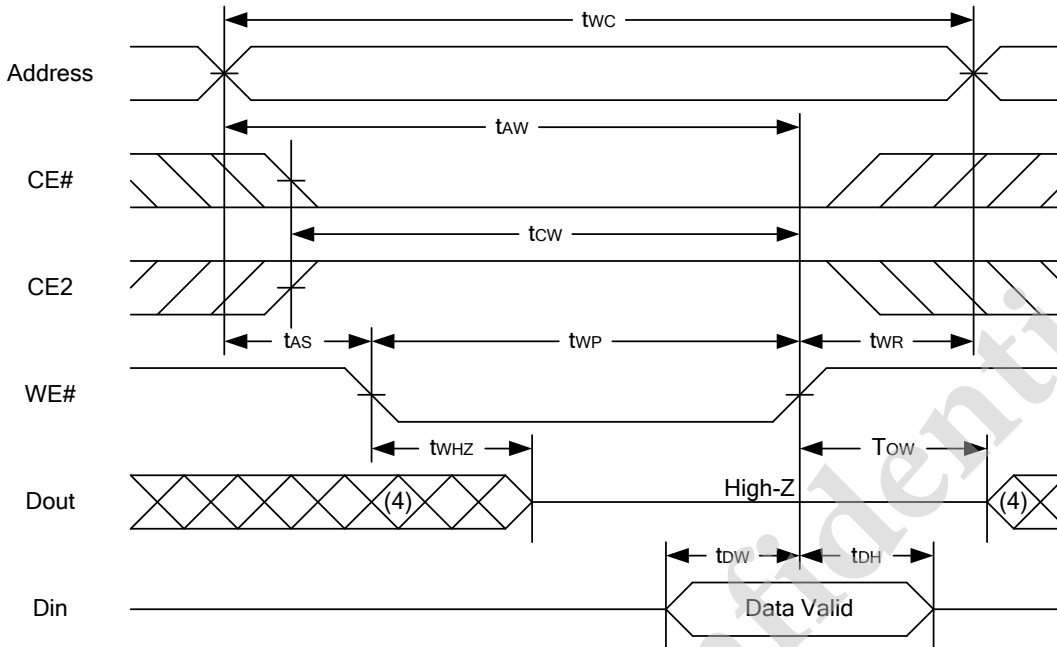 tWC
Address
tAW
CE#
tCW
CE2
tAS
tWP
tWR
WE#
tWHZ
TOW
Dout
(4)
High-Z
(4)
tDW
tDH
Din
Data Valid